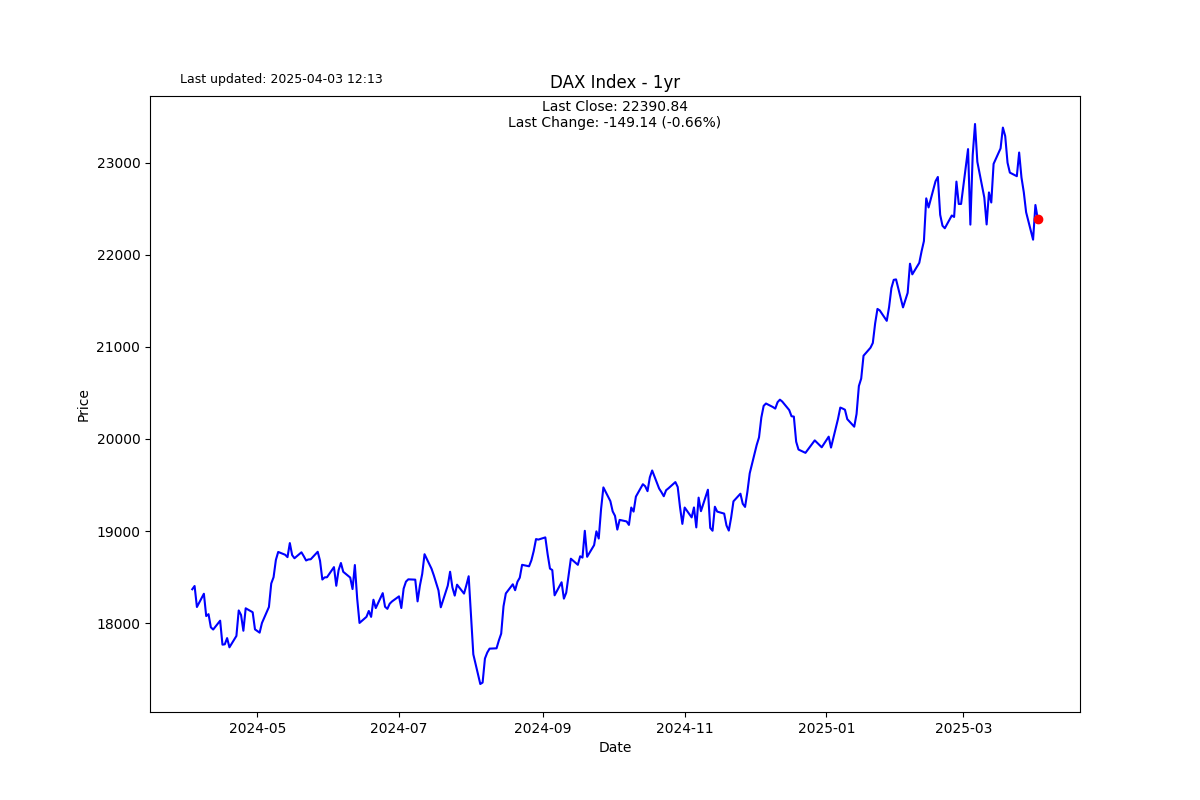 Last updated: 2025-04-03 12:13
DAX Index - 1yr
Last Close: 22390.84
Last Change: -149.14 (-0.66%)
23000
22000
21000
20000
19000
18000
Price
2024-05
2024-07
2024-09
2024-11
2025-01
2025-03
Date